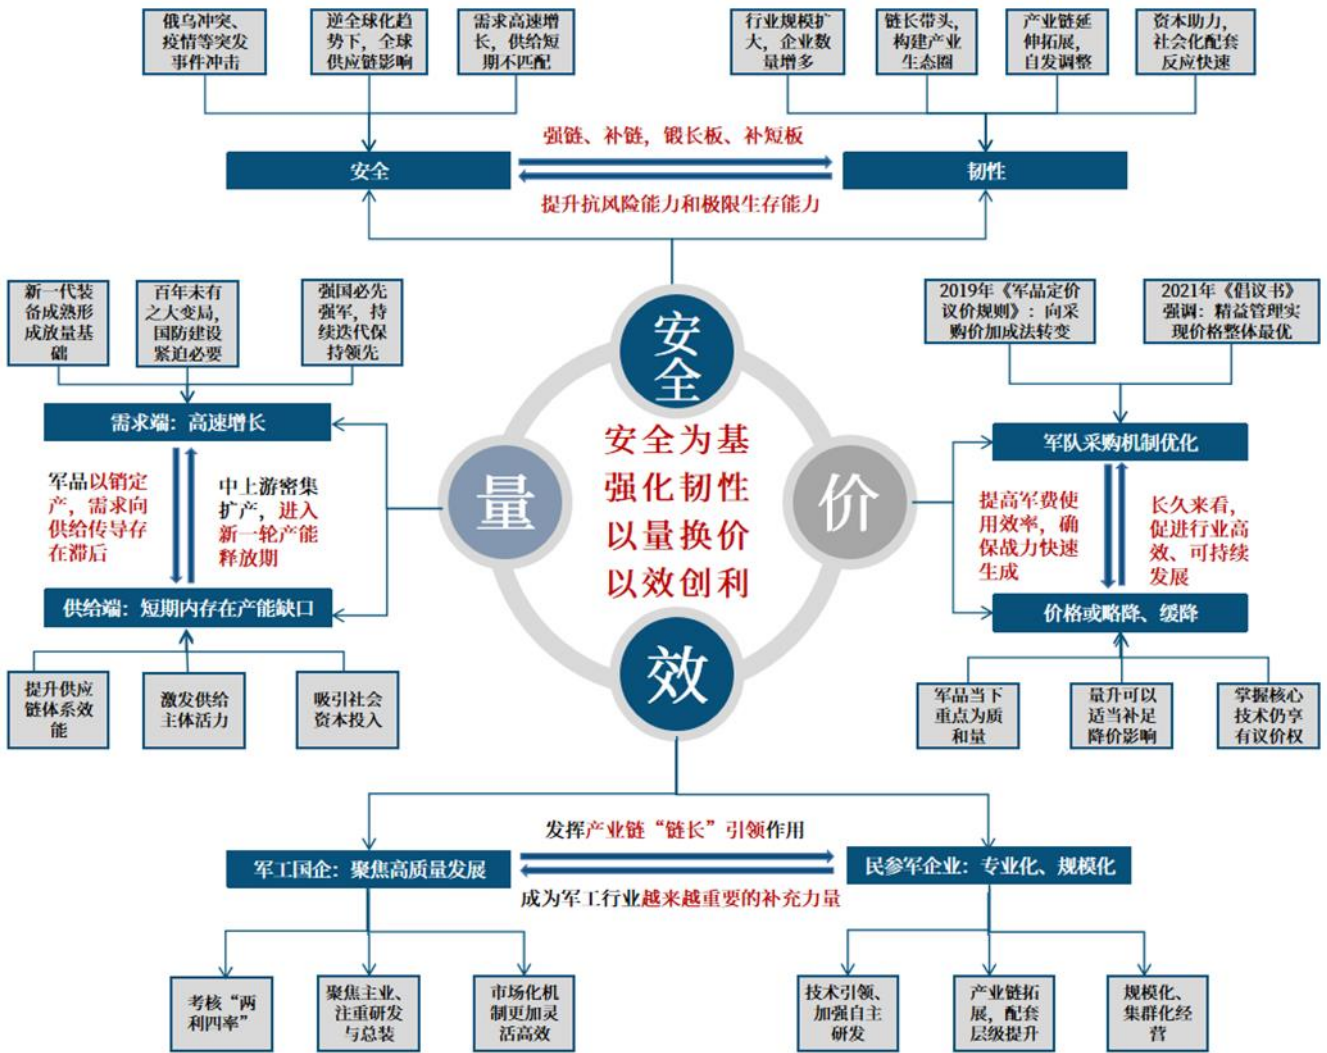 俄乌冲突、
疫情等突发
事件冲击
逆全球化趋
势下，全球
供应链影响
需求高速增
长，供给短
期不匹配
行业规模扩
大，企业数
量增多
链长带头，
构建产业
生态圈
产业链延
伸拓展，
自发调整
资本助力，
社会化配套
反应快速
强链、补链，锻长板、补短板
安全
韧性
提升抗风险能力和极限生存能力
新一代装
备成熟形
成放量基
础
百年未有
之大变局，
国防建设
紧迫必要
强国必先
强军，持
续迭代保
持领先
2019年《军品定价
议价规则》：向采
购价加成法转变
2021年《倡议书》
强调：精益管理实
现价格整体最优
安
全
需求端：高速增长
军队采购机制优化
安全为基
强化韧性
以量换价
以效创利
量
价
军品以销定
产，需求向
供给传导存
在滞后
中上游密集
扩产，进入
新一轮产能
释放期
提高军费使
用效率，确
保战力快速
生成
长久来看，
促进行业高
效、可持续
发展
供给端：短期内存在产能缺口
价格或略降、缓降
效
提升供应
链体系效
能
激发供给
主体活力
吸引社会
资本投入
军品当下
重点为质
和量
量升可以
适当补足
降价影响
掌握核心
技术仍享
有议价权
发挥产业链“链长”引领作用
军工国企：聚焦高质量发展
民参军企业：专业化、规模化
成为军工行业越来越重要的补充力量
考核“两
利四率”
聚焦主业、
注重研发
与总装
市场化机
制更加灵
活高效
技术引领、
加强自主
研发
产业链拓
展，配套
层级提升
规模化、
集群化经
营